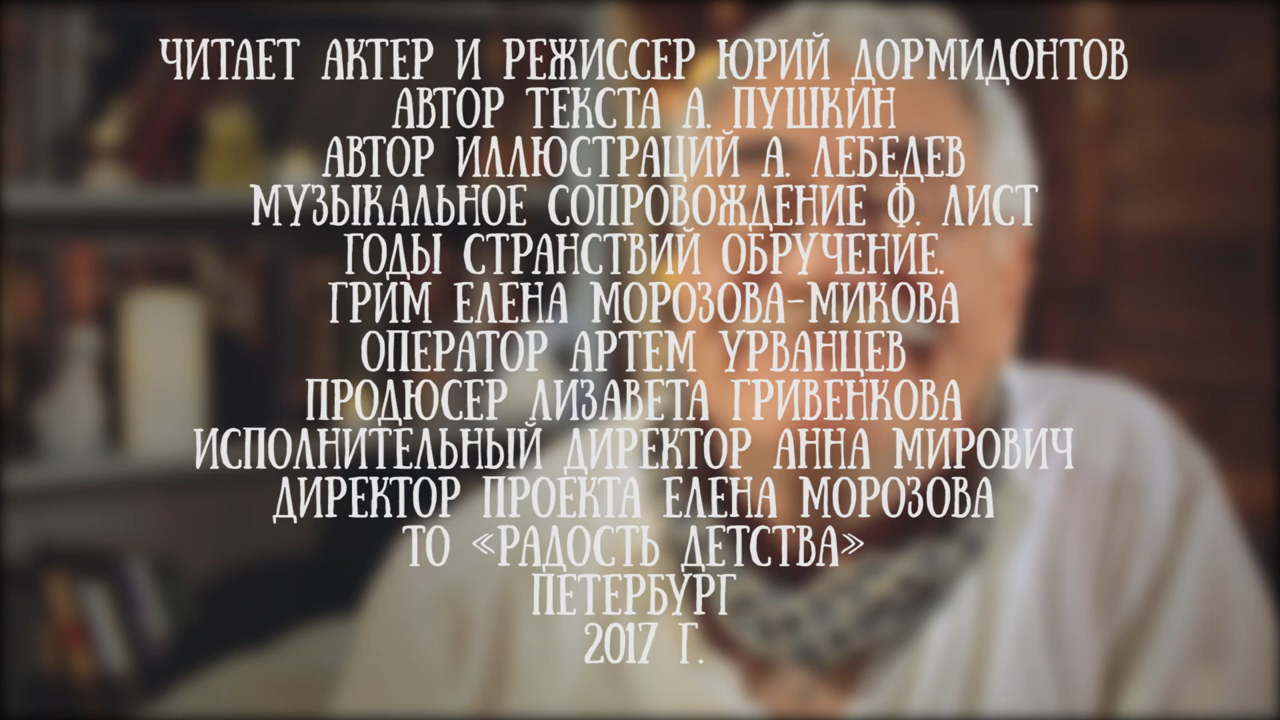 ЧИТАЕТ АКТЕР И РЕЖИССЕР ЮРИЙ ДОРМИДОНТОВ
АВТОР ТЕКСТА А. ПУШКИН
АВТОР ИЛЛЮСТРАЦИЙ А. ЛЕБЕДЕВ
МУЗЫКАЛЬНОЕ СОПРОВОЖДЕНИЕ Ф. ЛИСТ
ГОДЫ СТРАНСТВИЙ ОБРУЧЕНИЕ.
ГРИМ ЕЛЕНА МОРОЗОВА-МИКОВА
ОПЕРАТОР АРТЕМ УРВАНЦЕВ
ПРОДЮСЕР ЛИЗАВЕТА ГРИВЕНКОВА
ИСПОЛНИТЕЛЬНЫЙ ДИРЕКТОР АННА МИРОВИЧ
ДИРЕКТОР ПРОЕКТА ЕЛЕНА МОРОЗОВА
ТО «РАДОСТЬ ДЕТСТВА»
ПЕТЕРБУРГ
2017 Г.